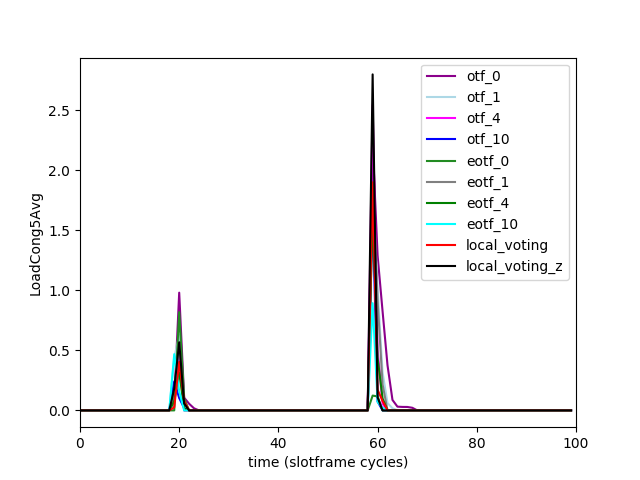 LoadCong5Avg
2.5
2.0
1.5
1.0
0.5
0.0
0
20
40
60
80
100
time (slotframe cycles)
otf_0
otf_1
otf_4
otf_10
eotf_0
eotf_1
eotf_4
eotf_10
local_voting
local_voting_z